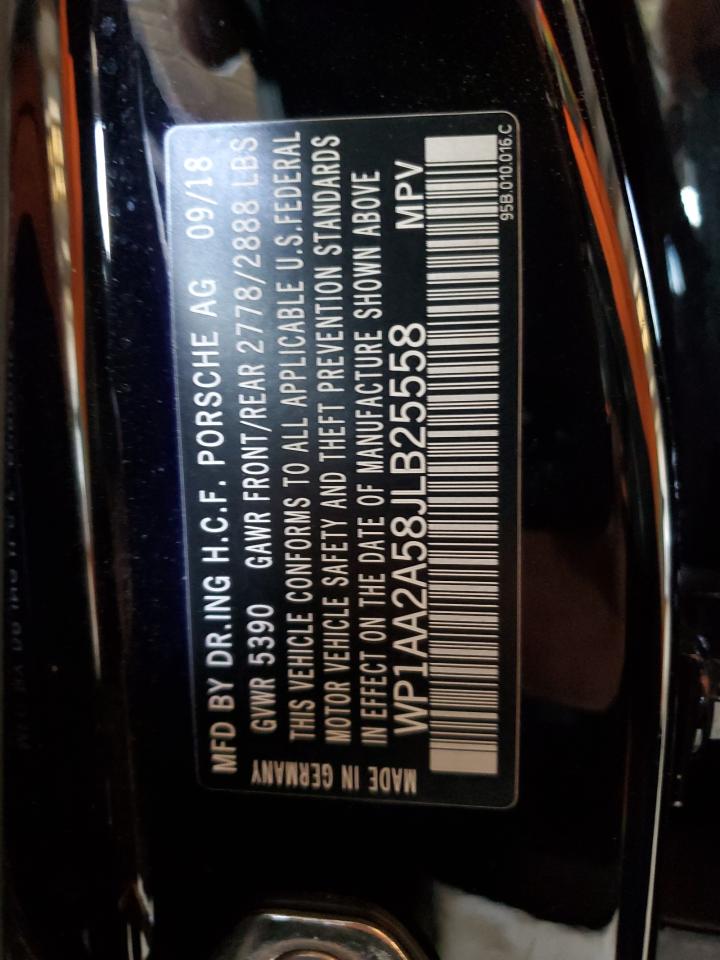 MFD BY DR.ING H.C.F. PORSCHE AG 09/18
GVWR 5390 GAWR FRONT/REAR 2778/2888 LBS
THIS VEHICLE CONFORMS TO ALL APPLICABLE U.S.FEDERAL
MOTOR VEHICLE SAFETY AND THEFT PREVENTION STANDARDS
IN EFFECT ON THE DATE OF MANUFACTURE SHOWN ABOVE
WP1AA2A58JLB25558 MPV
95B.010.016.C
MADE IN GERMANY